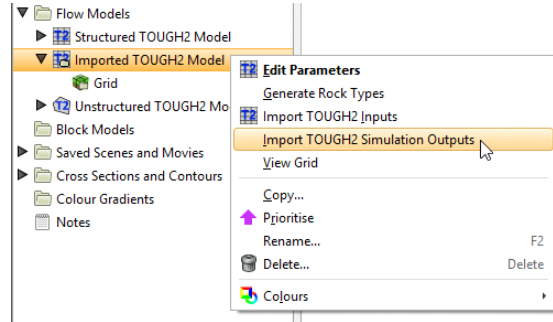 Flow Models
Structured TOUGH2 Model
Imported TOUGH2 Model
Grid
Unstructured TOUGH2 Mo
Block Models
Saved Scenes and Movies
Cross Sections and Contours
Colour Gradients
Notes
Edit Parameters
Generate Rock Types
Import TOUGH2 Inputs
Import TOUGH2 Simulation Outputs
View Grid
Copy...
Prioritise
Rename... F2
Delete... Delete
Colours